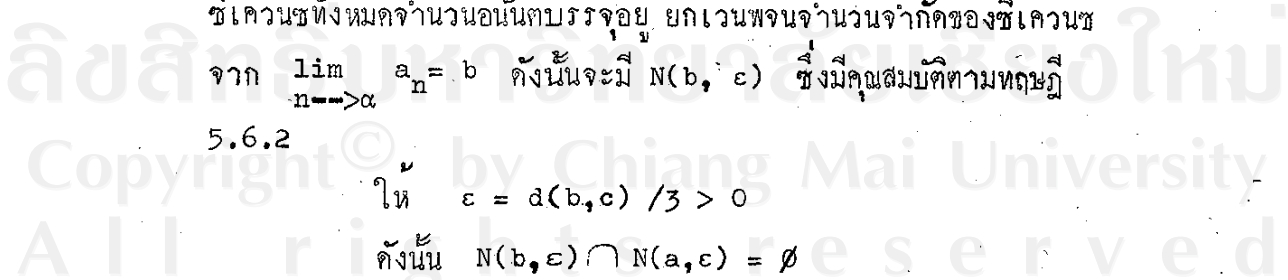 ซีเควนซทั้งหมดจำนวนอนันตบรรจุอยู่ ยกเวนพจนจำนวนจำกัดของซีเควนซ
จาก lim a_n = b ดังนั้นจะมี N(b, ε) ซึ่งมีคุณสมบัติตามทฤษฎี
n-->α
5.6.2
ให้ ε = d(b,c) /3 > 0
ดังนั้น N(b,ε) ∩ N(a,ε) = ∅
ลิขสิทธิ์มหาวิทยาลัยเชียงใหม่
Copyright© by Chiang Mai University
All rights reserved